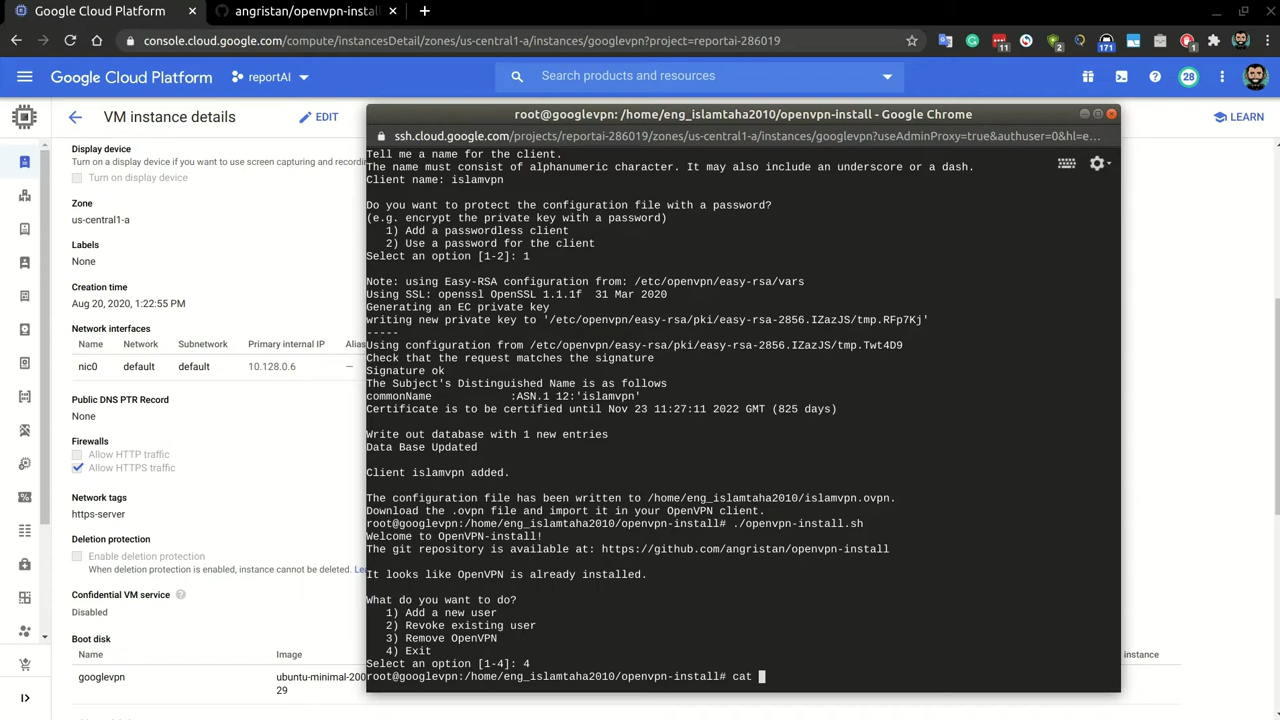 Google Cloud Platform
angristan/openvpn-install
console.cloud.google.com/compute/instancesDetail/zones/us-central1-a/instances/googlevpn?project=reportai-286019
11
2
171
1
Google Cloud Platform
reportAI
Search products and resources
28
VM instance details
EDIT
LEARN
Display device
Turn on a display device if you want to use screen capturing and recordin
Turn on display device
Zone
us-central1-a
Labels
None
Creation time
Aug 20, 2020, 1:22:55 PM
Network interfaces
Name Network Subnetwork Primary internal IP Alias
nic0 default default 10.128.0.6 —
Public DNS PTR Record
None
Firewalls
Allow HTTP traffic
Allow HTTPS traffic
Network tags
https-server
Deletion protection
Enable deletion protection
When deletion protection is enabled, instance cannot be deleted. Le
Confidential VM service
Disabled
Boot disk
Name Image instance
googlevpn ubuntu-minimal-200
29
root@googlevpn: /home/eng_islamtaha2010/openvpn-install - Google Chrome
ssh.cloud.google.com/projects/reportai-286019/zones/us-central1-a/instances/googlevpn?useAdminProxy=true&authuser=0&hl=e...
Tell me a name for the client.
The name must consist of alphanumeric character. It may also include an underscore or a dash.
Client name: islamvpn
Do you want to protect the configuration file with a password?
(e.g. encrypt the private key with a password)
1) Add a passwordless client
2) Use a password for the client
Select an option [1-2]: 1
Note: using Easy-RSA configuration from: /etc/openvpn/easy-rsa/vars
Using SSL: openssl OpenSSL 1.1.1f 31 Mar 2020
Generating an EC private key
writing new private key to '/etc/openvpn/easy-rsa/pki/easy-rsa-2856.IZazJS/tmp.RFp7Kj'
-----
Using configuration from /etc/openvpn/easy-rsa/pki/easy-rsa-2856.IZazJS/tmp.Twt4D9
Check that the request matches the signature
Signature ok
The Subject's Distinguished Name is as follows
commonName :ASN.1 12:'islamvpn'
Certificate is to be certified until Nov 23 11:27:11 2022 GMT (825 days)
Write out database with 1 new entries
Data Base Updated
Client islamvpn added.
The configuration file has been written to /home/eng_islamtaha2010/islamvpn.ovpn.
Download the .ovpn file and import it in your OpenVPN client.
root@googlevpn:/home/eng_islamtaha2010/openvpn-install# ./openvpn-install.sh
Welcome to OpenVPN-install!
The git repository is available at: https://github.com/angristan/openvpn-install
It looks like OpenVPN is already installed.
What do you want to do?
1) Add a new user
2) Revoke existing user
3) Remove OpenVPN
4) Exit
Select an option [1-4]: 4
root@googlevpn:/home/eng_islamtaha2010/openvpn-install# cat